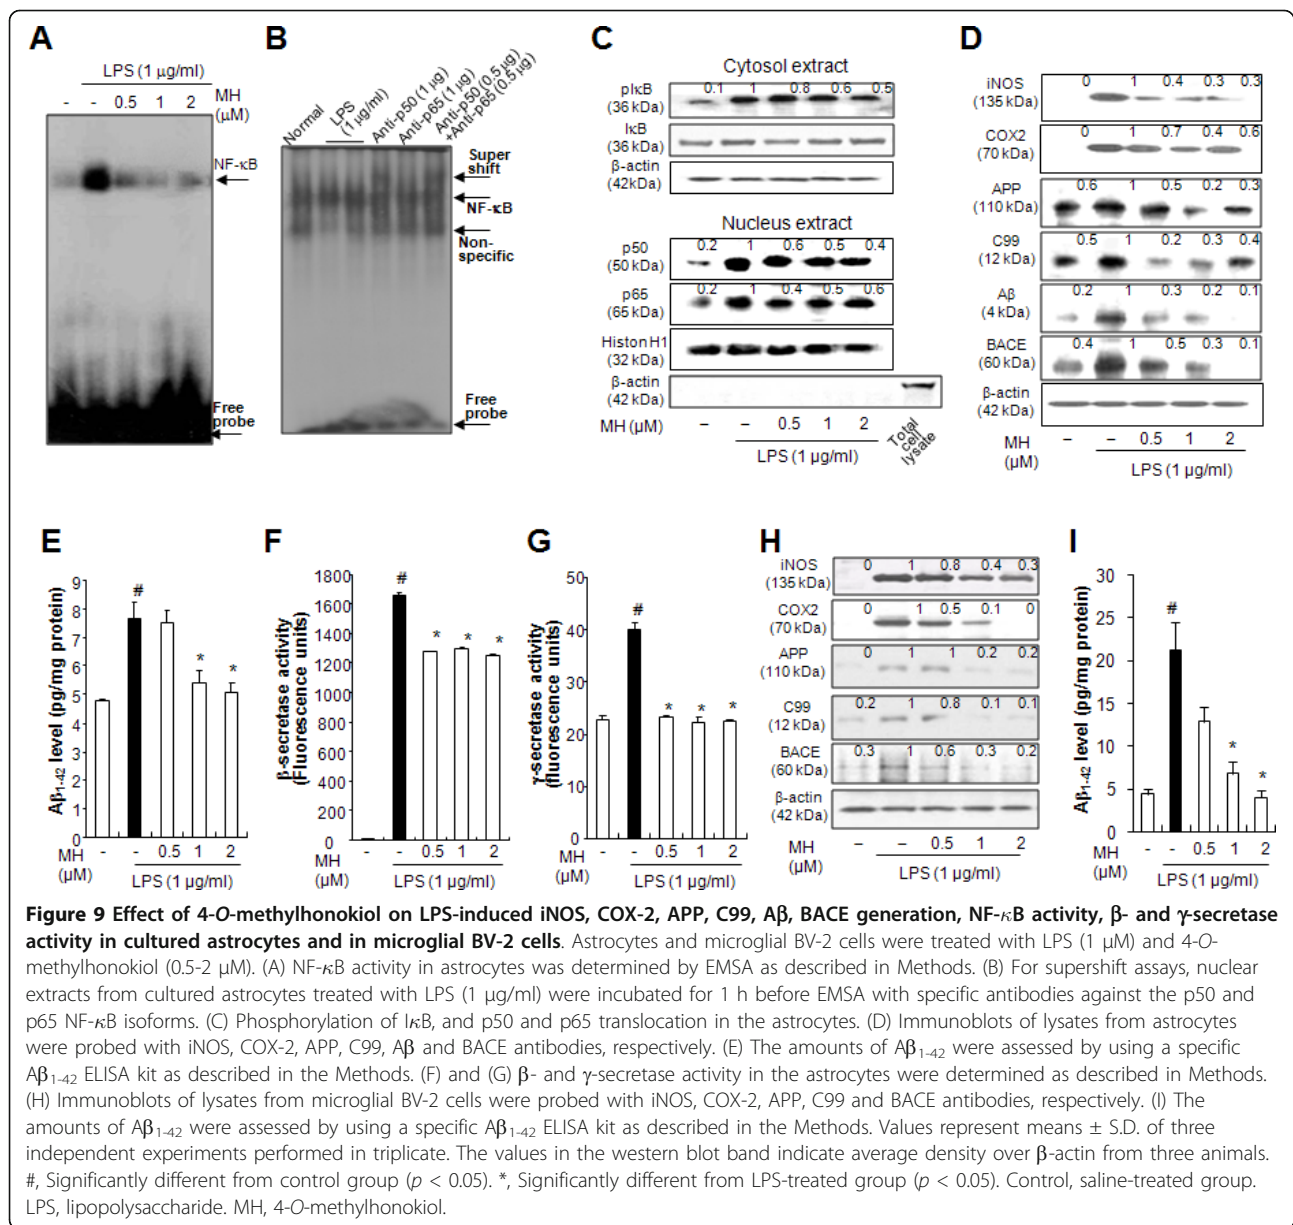 A
LPS (1 µg/ml)
- - 0.5 1 2 MH (µM)
NF-κB
Free probe
B
Normal
LPS (1 µg/ml)
Anti-p50 (1 µg)
Anti-p65 (1 µg)
Anti-p50 (0.5 µg)
+Anti-p65 (0.5 µg)
Super shift
NF-κB
Non-specific
Free probe
C
Cytosol extract
pIκB (36 kDa) 0.1 1 0.8 0.6 0.5
IκB (36 kDa)
β-actin (42kDa)
Nucleus extract
p50 (50 kDa) 0.2 1 0.6 0.5 0.4
p65 (65 kDa) 0.2 1 0.4 0.5 0.6
Histon H1 (32 kDa)
β-actin (42 kDa)
MH (µM) – – 0.5 1 2
Total cell lysate
LPS (1 µg/ml)
D
iNOS (135 kDa) 0 1 0.4 0.3 0.3
COX2 (70 kDa) 0 1 0.7 0.4 0.6
APP (110 kDa) 0.6 1 0.5 0.2 0.3
C99 (12 kDa) 0.5 1 0.2 0.3 0.4
Aβ (4 kDa) 0.2 1 0.3 0.2 0.1
BACE (60 kDa) 0.4 1 0.5 0.3 0.1
β-actin (42 kDa)
MH (µM) – – 0.5 1 2
LPS (1 µg/ml)
E
Aβ1-42 level (pg/mg protein)
9
8
7
6
5
4
3
2
1
0
# * *
MH (µM) - - 0.5 1 2
LPS (1 µg/ml)
F
β-secretase activity (Fluorescence units)
1800
1600
1400
1200
1000
800
600
400
200
0
# * * *
MH (µM) - - 0.5 1 2
LPS (1 µg/ml)
G
γ-secretase activity (fluorescence units)
50
40
30
20
10
0
# * * *
MH (µM) - - 0.5 1 2
LPS (1 µg/ml)
H
iNOS (135 kDa) 0 1 0.8 0.4 0.3
COX2 (70 kDa) 0 1 0.5 0.1 0
APP (110 kDa) 0 1 1 0.2 0.2
C99 (12 kDa) 0.2 1 0.8 0.1 0.1
BACE (60 kDa) 0.3 1 0.6 0.3 0.2
β-actin (42 kDa)
MH (µM) – – 0.5 1 2
LPS (1 µg/ml)
I
Aβ1-42 level (pg/mg protein)
30
25
20
15
10
5
0
# * *
MH (µM) - - 0.5 1 2
LPS (1 µg/ml)
Figure 9 Effect of 4-O-methylhonokiol on LPS-induced iNOS, COX-2, APP, C99, Aβ, BACE generation, NF-κB activity, β- and γ-secretase
activity in cultured astrocytes and in microglial BV-2 cells. Astrocytes and microglial BV-2 cells were treated with LPS (1 µM) and 4-O-
methylhonokiol (0.5-2 µM). (A) NF-κB activity in astrocytes was determined by EMSA as described in Methods. (B) For supershift assays, nuclear
extracts from cultured astrocytes treated with LPS (1 µg/ml) were incubated for 1 h before EMSA with specific antibodies against the p50 and
p65 NF-κB isoforms. (C) Phosphorylation of IκB, and p50 and p65 translocation in the astrocytes. (D) Immunoblots of lysates from astrocytes
were probed with iNOS, COX-2, APP, C99, Aβ and BACE antibodies, respectively. (E) The amounts of Aβ1-42 were assessed by using a specific
Aβ1-42 ELISA kit as described in the Methods. (F) and (G) β- and γ-secretase activity in the astrocytes were determined as described in Methods.
(H) Immunoblots of lysates from microglial BV-2 cells were probed with iNOS, COX-2, APP, C99 and BACE antibodies, respectively. (I) The
amounts of Aβ1-42 were assessed by using a specific Aβ1-42 ELISA kit as described in the Methods. Values represent means ± S.D. of three
independent experiments performed in triplicate. The values in the western blot band indicate average density over β-actin from three animals.
#, Significantly different from control group (p < 0.05). *, Significantly different from LPS-treated group (p < 0.05). Control, saline-treated group.
LPS, lipopolysaccharide. MH, 4-O-methylhonokiol.